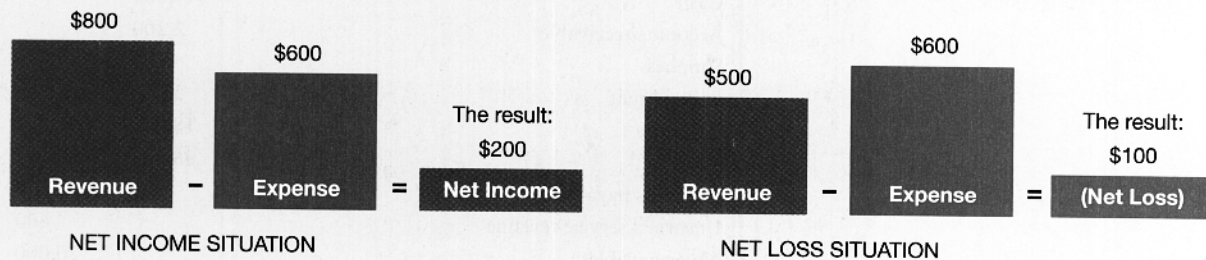 $800
$600
The result:
$200
Revenue – Expense = Net Income
NET INCOME SITUATION
$500
$600
The result:
$100
Revenue – Expense = (Net Loss)
NET LOSS SITUATION